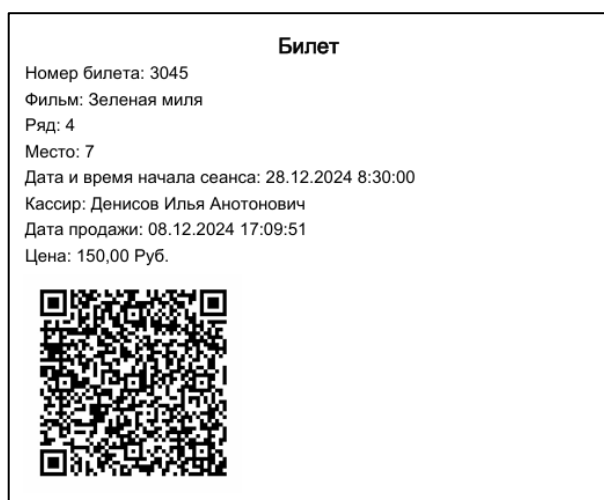 Билет
Номер билета: 3045
Фильм: Зеленая миля
Ряд: 4
Место: 7
Дата и время начала сеанса: 28.12.2024 8:30:00
Кассир: Денисов Илья Анотонович
Дата продажи: 08.12.2024 17:09:51
Цена: 150,00 Руб.